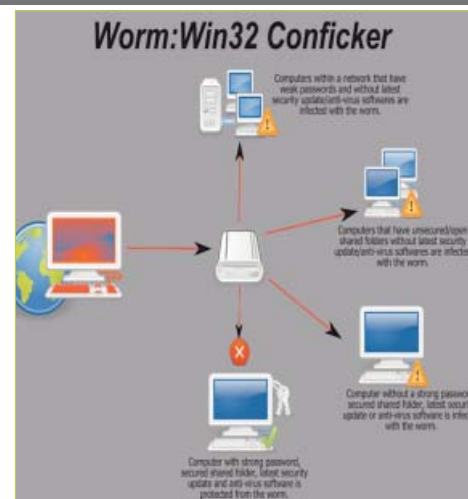 Worm:Win32 Conficker
Computers within a network that have
weak passwords and without latest
security update/anti-virus softwares are
infected with the worm.
Computers that have unsecured/open
shared folders without latest security
update/anti-virus softwares are infected
with the worm.
X
Computer without a strong password
secured shared folder, latest security
update or anti-virus software is infected
with the worm.
Computer with strong password,
secured shared folder, latest security
update and anti-virus software is
protected from the worm.